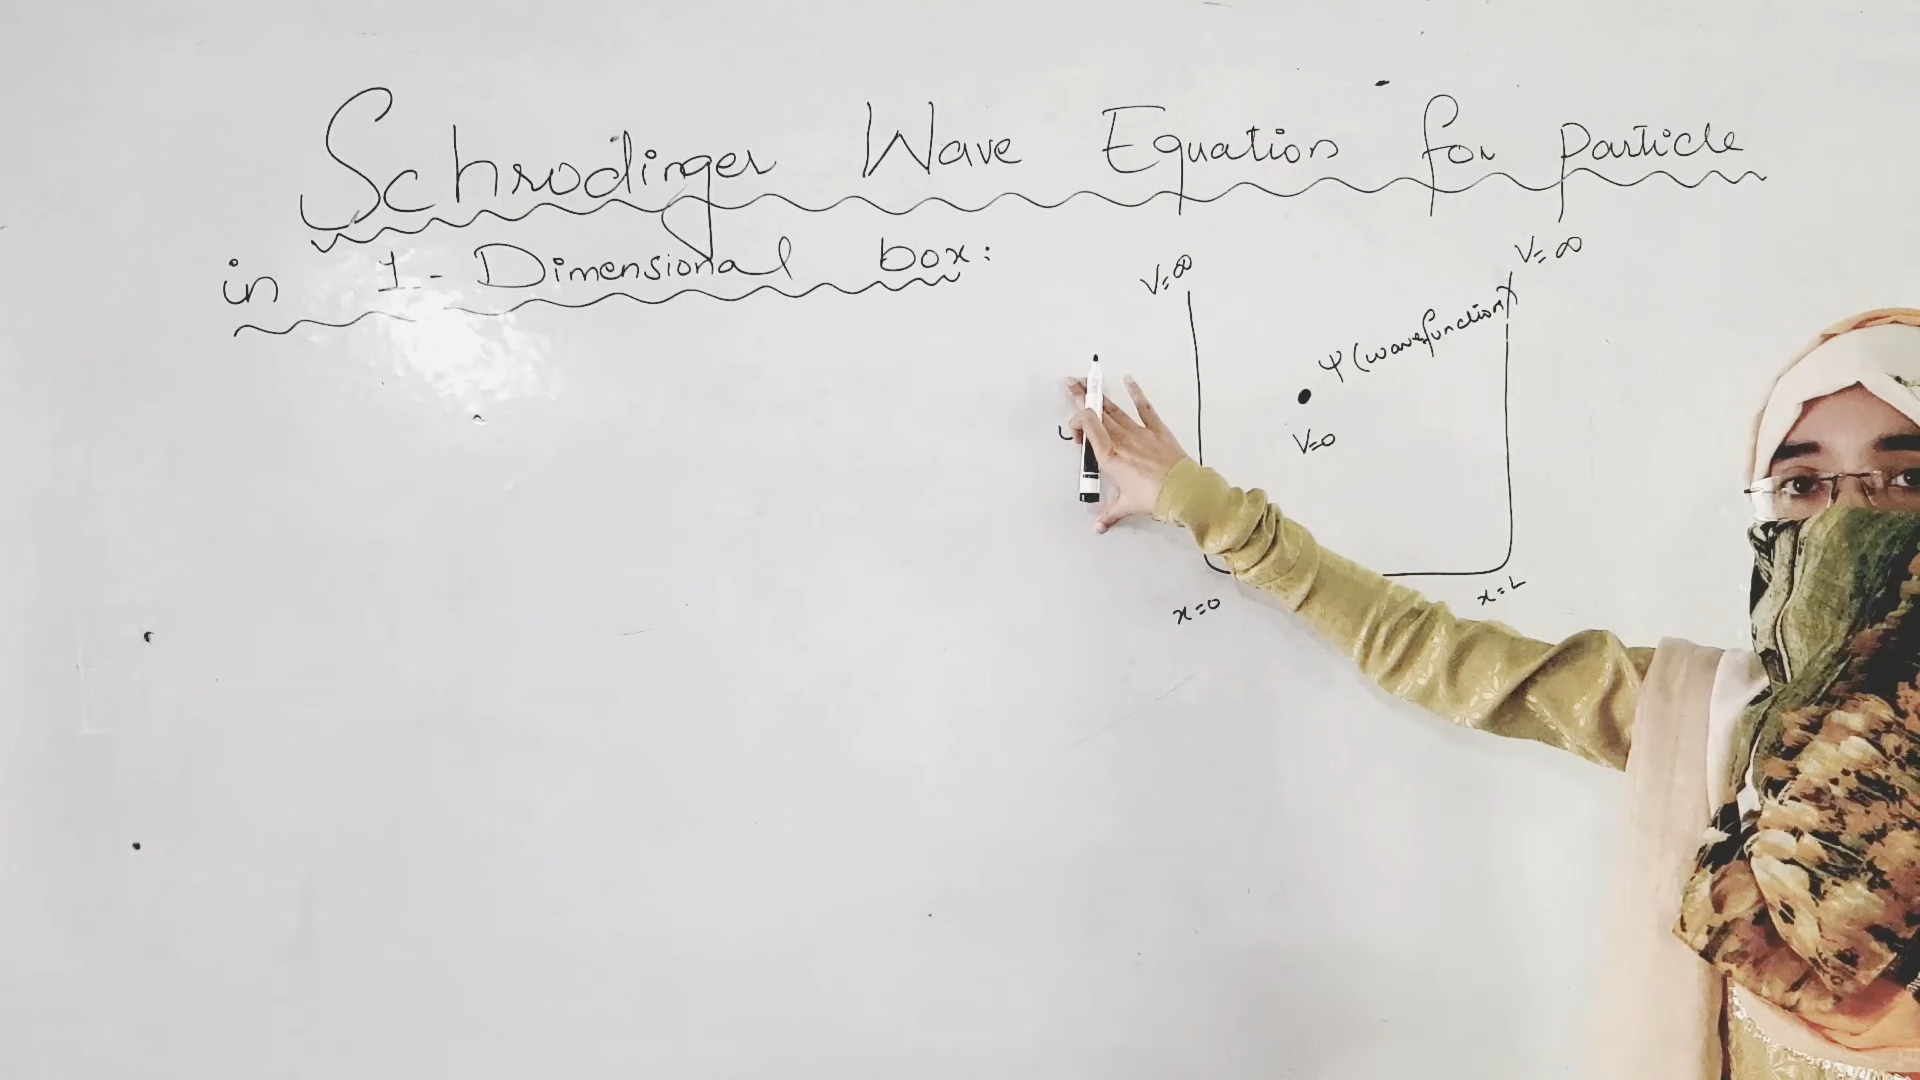 Schrodinger Wave Equation for Particle
in 1-Dimensional box:
V=∞
V=∞
Ψ (wavefunction)
V=0
x=0
x=L